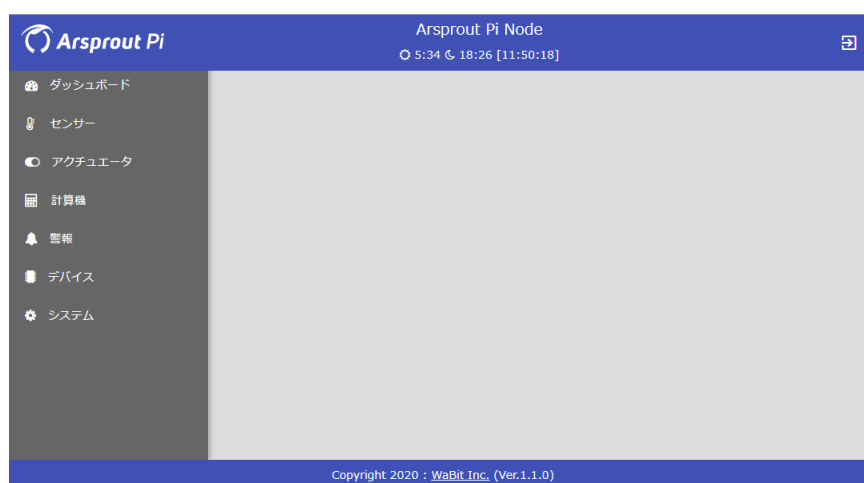 Arsprout Pi
Arsprout Pi Node
5:34 18:26 [11:50:18]
ダッシュボード
センサー
アクチュエータ
計算機
警報
デバイス
システム
Copyright 2020 : WaBit Inc. (Ver.1.1.0)